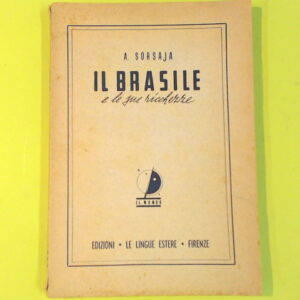 A. SORSAJA
IL BRASILE
e le sue ricchezze
IL MONDO
EDIZIONI • LE LINGUE ESTERE • FIRENZE